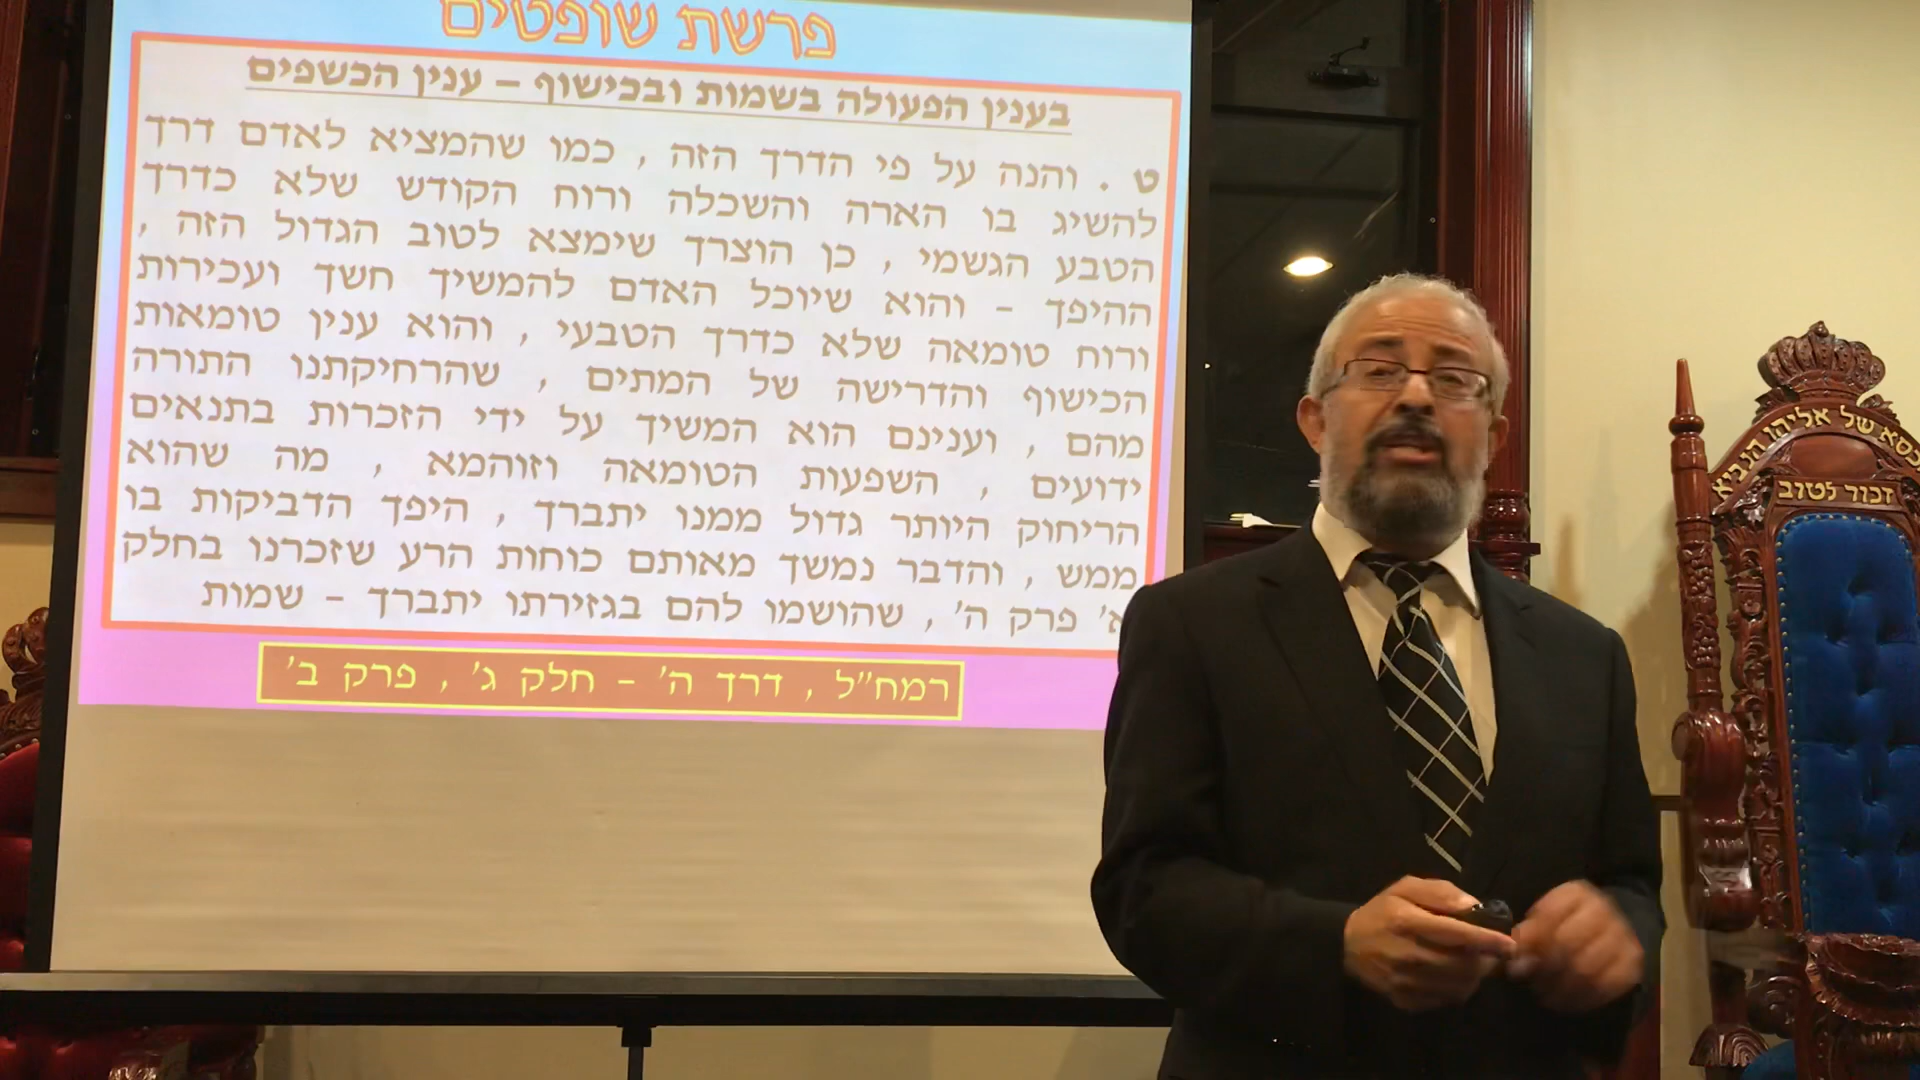 פרשת שופטים
בענין הפעולה בשמות ובכישוף – ענין הכשפים
ט . והנה על פי הדרך הזה , כמו שהמציא לאדם דרך
להשיג בו הארה והשכלה ורוח הקודש שלא כדרך
הטבע הגשמי , כן הוצרך שימצא לטוב הגדול הזה ,
ההיפך – והוא שיוכל האדם להמשיך חשך ועכירות
ורוח טומאה שלא כדרך הטבעי , והוא ענין טומאות
הכישוף והדרישה של המתים , שהרחיקתנו התורה
מהם , וענינם הוא המשיך על ידי הזכרות בתנאים
ידועים , השפעות הטומאה וזוהמא , מה שהוא
הריחוק היותר גדול ממנו יתברך , היפך הדביקות בו
ממש , והדבר נמשך מאותם כוחות הרע שזכרנו בחלק
א' פרק ה' , שהושמו להם בגזירתו יתברך – שמות
רמח"ל , דרך ה' – חלק ג' , פרק ב'
כסא של אליהו הנביא
זכור לטוב